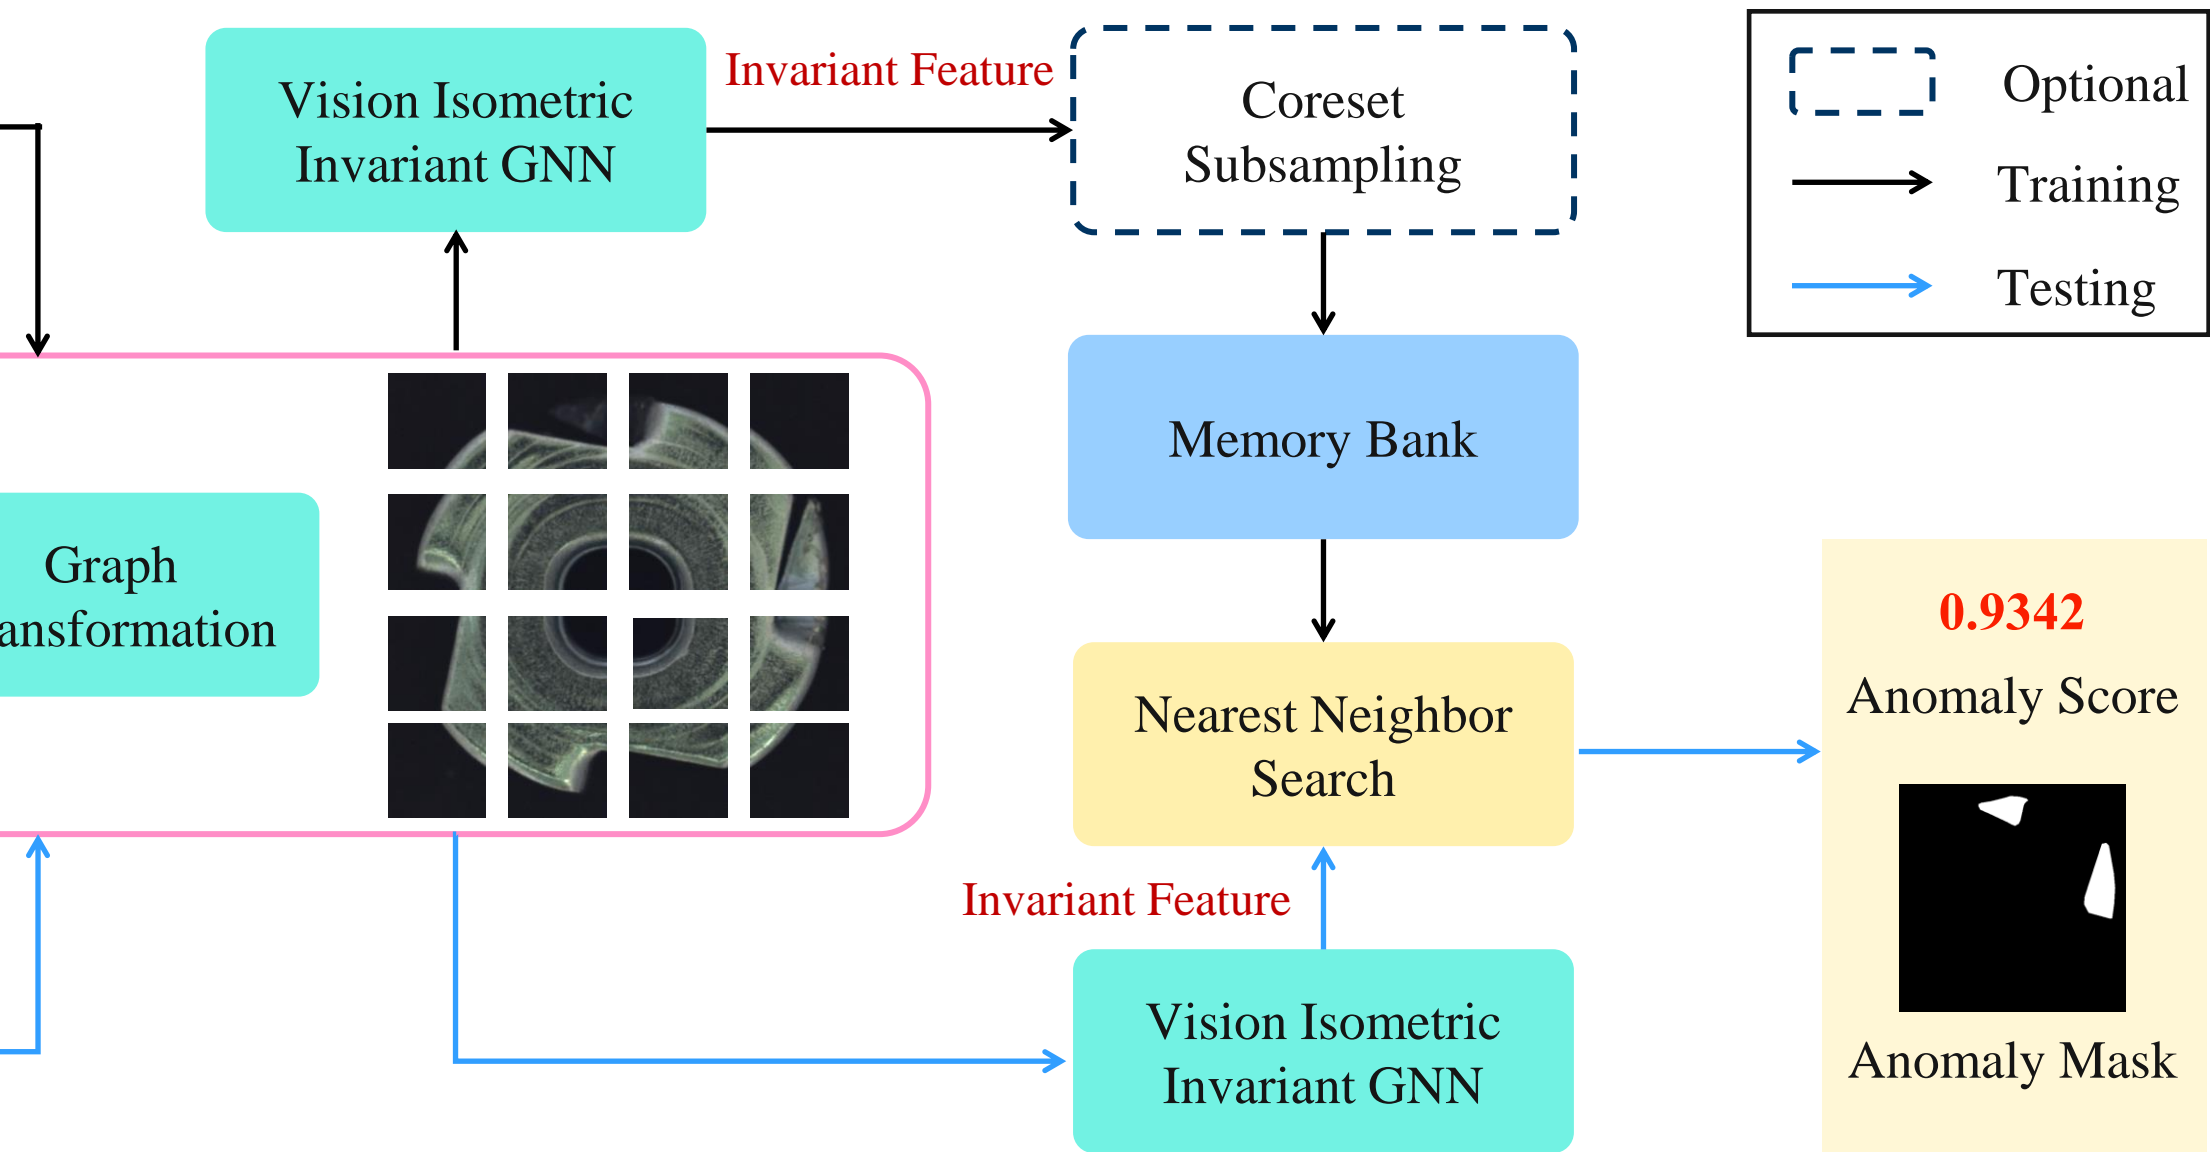 Vision Isometric
Invariant GNN
Invariant Feature
Coreset
Subsampling
Optional
Training
Testing
Memory Bank
Graph
ansformation
Nearest Neighbor
Search
0.9342
Anomaly Score
Invariant Feature
Vision Isometric
Invariant GNN
Anomaly Mask